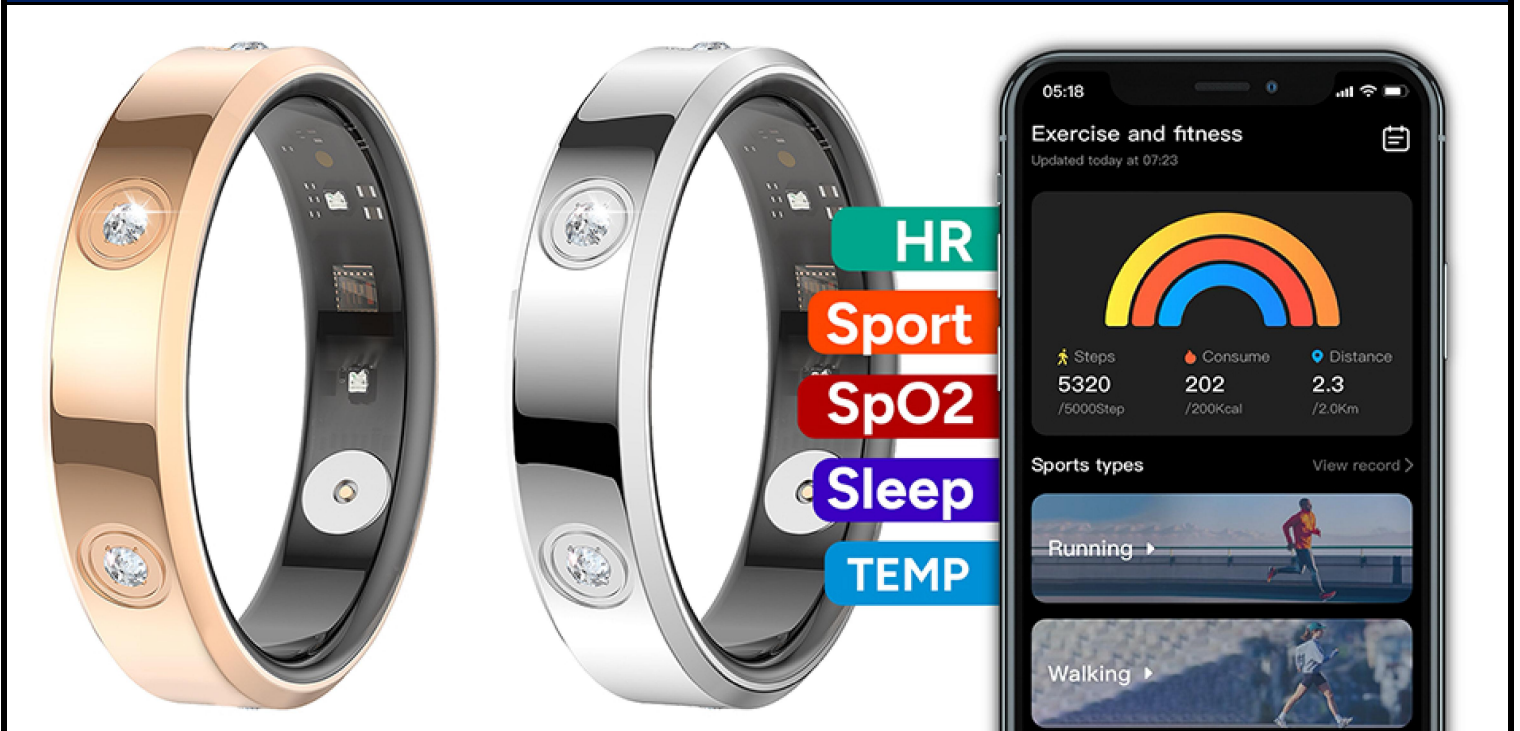 HR
Sport
SpO2
Sleep
TEMP
05:18
Exercise and fitness
Updated today at 07:23
Steps Consume Distance
5320 202 2.3
/5000Step /200Kcal /2.0Km
Sports types View record
Running
Walking